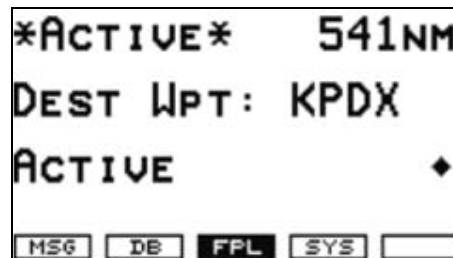 *ACTIVE* 541NM
DEST WPT: KPDX
ACTIVE ◆
MSG DB FPL SYS